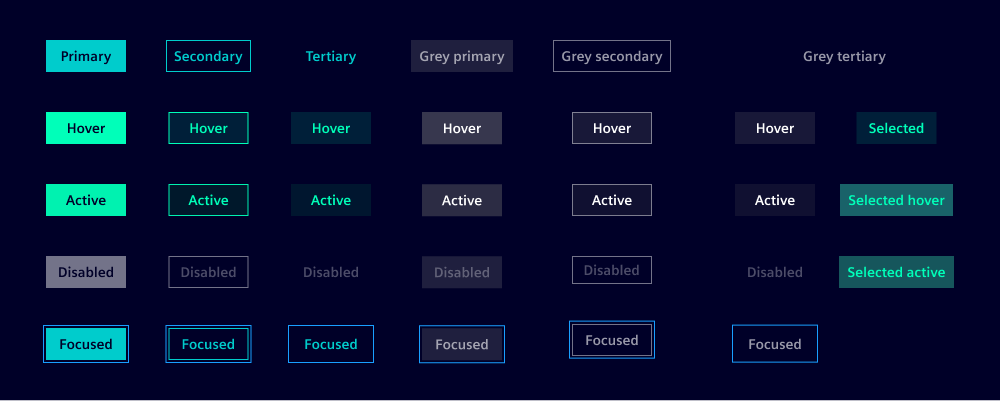 Primary
Secondary
Tertiary
Grey primary
Grey secondary
Grey tertiary
Hover
Hover
Hover
Hover
Hover
Hover
Selected
Active
Active
Active
Active
Active
Active
Selected hover
Disabled
Disabled
Disabled
Disabled
Disabled
Disabled
Selected active
Focused
Focused
Focused
Focused
Focused
Focused